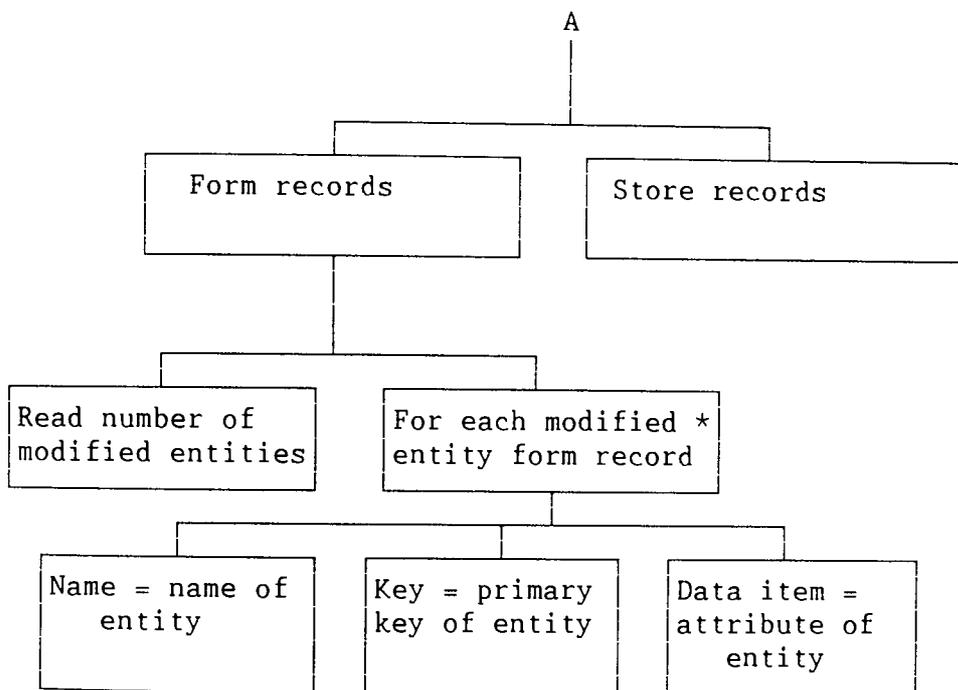 A
Form records
Store records
Read number of
modified entities
For each modified *
entity form record
Name = name of
entity
Key = primary
key of entity
Data item =
attribute of
entity